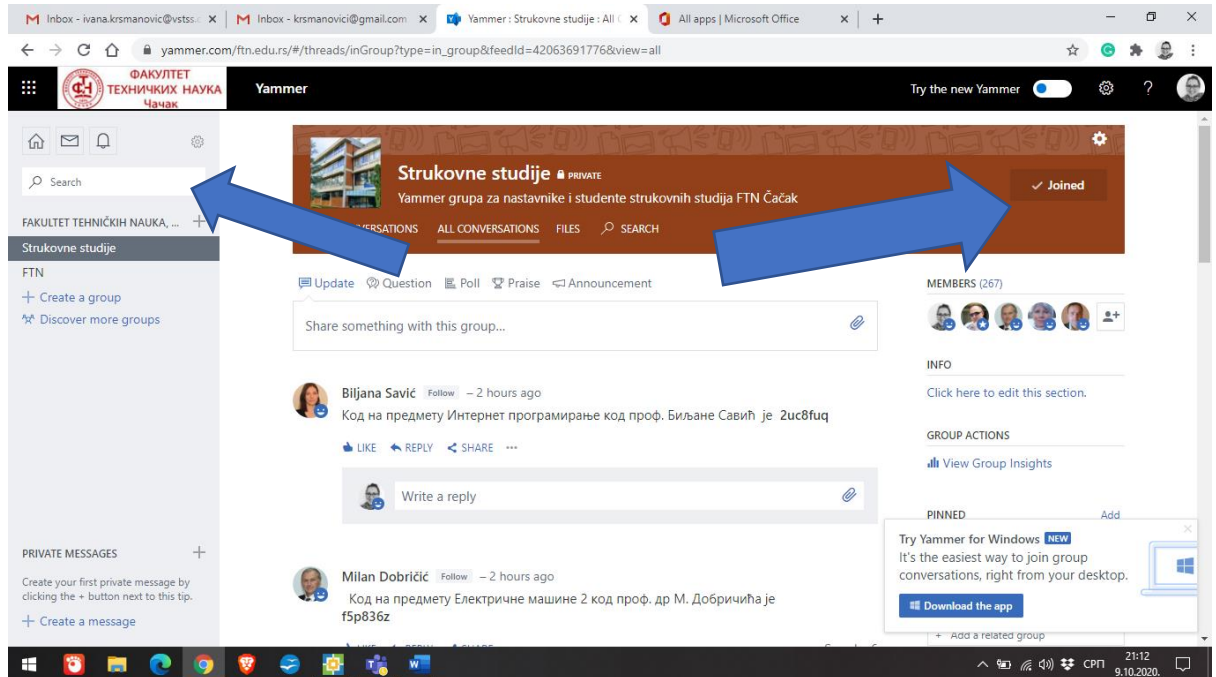 Inbox - ivana.krsmanovic@vstss.
Inbox - krsmanovici@gmail.com
Yammer : Strukovne studije : All
All apps | Microsoft Office
yammer.com/ftn.edu.rs/#/threads/inGroup?type=in_group&feedId=42063691776&view=all
ФАКУЛТЕТ
ТЕХНИЧКИХ НАУКА
Чачак
Yammer
Try the new Yammer
Search
FAKULTET TEHNIČKIH NAUKA, ...
Strukovne studije
FTN
Create a group
Discover more groups
PRIVATE MESSAGES
Create your first private message by
clicking the + button next to this tip.
Create a message
Strukovne studije PRIVATE
Yammer grupa za nastavnike i studente strukovnih studija FTN Čačak
ALL CONVERSATIONS FILES SEARCH
Joined
Update Question Poll Praise Announcement
Share something with this group...
Biljana Savić Follow – 2 hours ago
Код на предмету Интернет програмирање код проф. Биљане Савић је 2uc8fuq
LIKE REPLY SHARE ...
Write a reply
Milan Dobričić Follow – 2 hours ago
Код на предмету Електричне машине 2 код проф. др М. Добричића је
f5p836z
MEMBERS (267)
INFO
Click here to edit this section.
GROUP ACTIONS
View Group Insights
PINNED Add
Try Yammer for Windows NEW
It's the easiest way to join group
conversations, right from your desktop.
Download the app
+ Add a related group
СРП
21:12
9.10.2020.